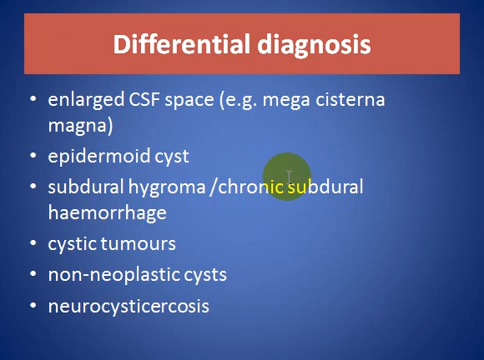 Differential diagnosis
• enlarged CSF space (e.g. mega cisterna
magna)
• epidermoid cyst
• subdural hygroma /chronic subdural
haemorrhage
• cystic tumours
• non-neoplastic cysts
• neurocysticercosis